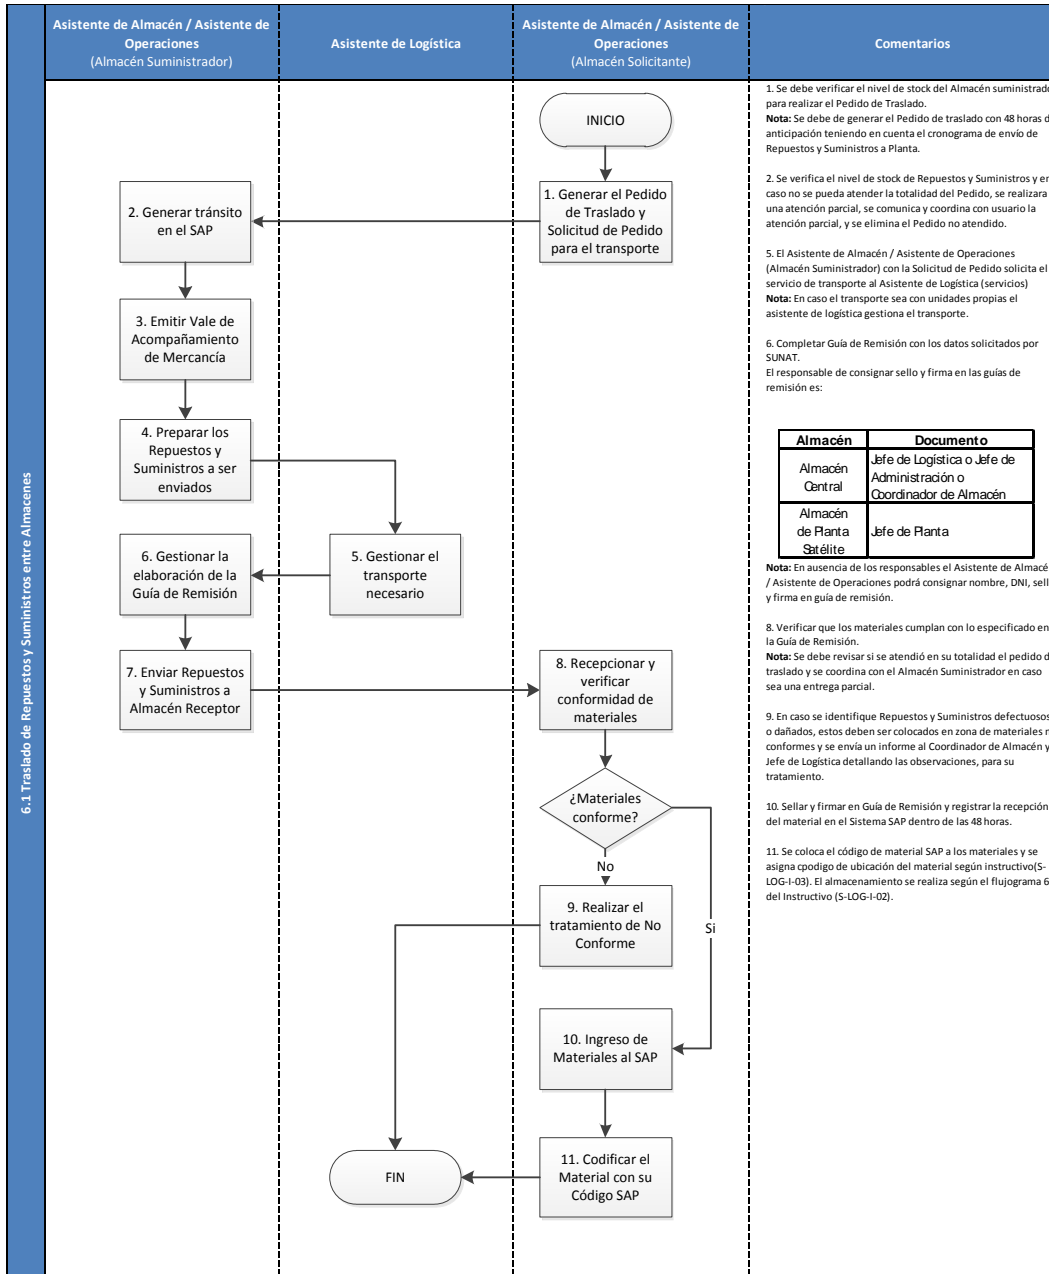 Asistente de Almacén / Asistente de
Operaciones
(Almacén Suministrador)
Asistente de Logística
Asistente de Almacén / Asistente de
Operaciones
(Almacén Solicitante)
Comentarios
6.1 Traslado de Repuestos y Suministros entre Almacenes
INICIO
1. Generar el Pedido
de Traslado y
Solicitud de Pedido
para el transporte
2. Generar tránsito
en el SAP
3. Emitir Vale de
Acompañamiento
de Mercancía
4. Preparar los
Repuestos y
Suministros a ser
enviados
5. Gestionar el
transporte
necesario
6. Gestionar la
elaboración de la
Guía de Remisión
7. Enviar Repuestos
y Suministros a
Almacén Receptor
8. Recepcionar y
verificar
conformidad de
materiales
¿Materiales
conforme?
No
Si
9. Realizar el
tratamiento de No
Conforme
10. Ingreso de
Materiales al SAP
11. Codificar el
Material con su
Código SAP
FIN
1. Se debe verificar el nivel de stock del Almacén suministrado
para realizar el Pedido de Traslado.
Nota: Se debe de generar el Pedido de traslado con 48 horas d
anticipación teniendo en cuenta el cronograma de envío de
Repuestos y Suministros a Planta.
2. Se verifica el nivel de stock de Repuestos y Suministros y en
caso no se pueda atender la totalidad del Pedido, se realizara
una atención parcial, se comunica y coordina con usuario la
atención parcial, y se elimina el Pedido no atendido.
5. El Asistente de Almacén / Asistente de Operaciones
(Almacén Suministrador) con la Solicitud de Pedido solicita el
servicio de transporte al Asistente de Logística (servicios)
Nota: En caso el transporte sea con unidades propias el
asistente de logística gestiona el transporte.
6. Completar Guía de Remisión con los datos solicitados por
SUNAT.
El responsable de consignar sello y firma en las guías de
remisión es:
Almacén
Documento
Almacén
Central
Jefe de Logística o Jefe de
Administración o
Coordinador de Almacén
Almacén
de Planta
Satélite
Jefe de Planta
Nota: En ausencia de los responsables el Asistente de Almacé
/ Asistente de Operaciones podrá consignar nombre, DNI, sell
y firma en guía de remisión.
8. Verificar que los materiales cumplan con lo especificado en
la Guía de Remisión.
Nota: Se debe revisar si se atendió en su totalidad el pedido d
traslado y se coordina con el Almacén Suministrador en caso
sea una entrega parcial.
9. En caso se identifique Repuestos y Suministros defectuosos
o dañados, estos deben ser colocados en zona de materiales n
conformes y se envía un informe al Coordinador de Almacén y
Jefe de Logística detallando las observaciones, para su
tratamiento.
10. Sellar y firmar en Guía de Remisión y registrar la recepción
del material en el Sistema SAP dentro de las 48 horas.
11. Se coloca el código de material SAP a los materiales y se
asigna cpodigo de ubicación del material según instructivo(S-
LOG-I-03). El almacenamiento se realiza según el flujograma 6
del Instructivo (S-LOG-I-02).